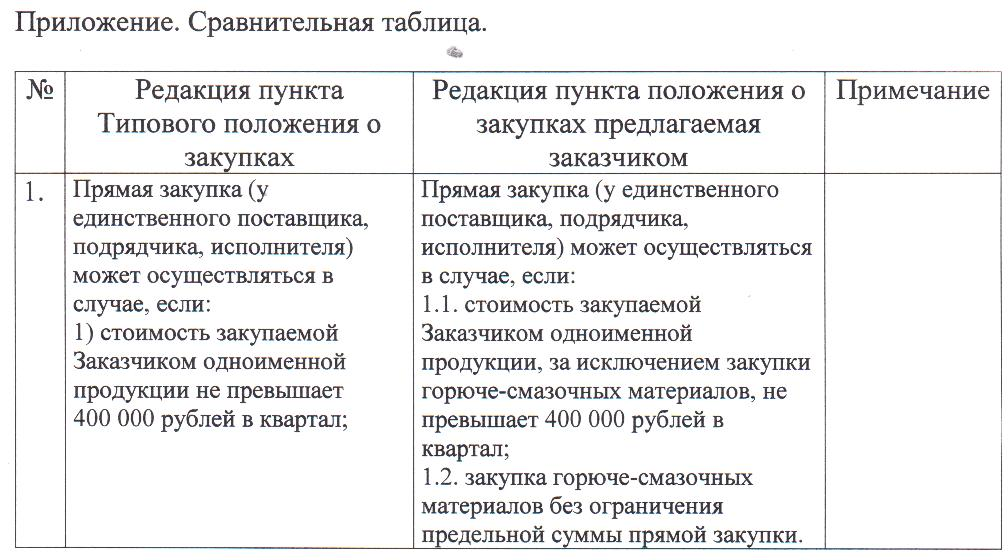 Приложение. Сравнительная таблица.
№
Редакция пункта
Типового положения о
закупках
Редакция пункта положения о
закупках предлагаемая
заказчиком
Примечание
1.
Прямая закупка (у
единственного поставщика,
подрядчика, исполнителя)
может осуществляться в
случае, если:
1) стоимость закупаемой
Заказчиком одноименной
продукции не превышает
400 000 рублей в квартал;
Прямая закупка (у единственного
поставщика, подрядчика,
исполнителя) может осуществляться
в случае, если:
1.1. стоимость закупаемой
Заказчиком одноименной
продукции, за исключением закупки
горюче-смазочных материалов, не
превышает 400 000 рублей в
квартал;
1.2. закупка горюче-смазочных
материалов без ограничения
предельной суммы прямой закупки.